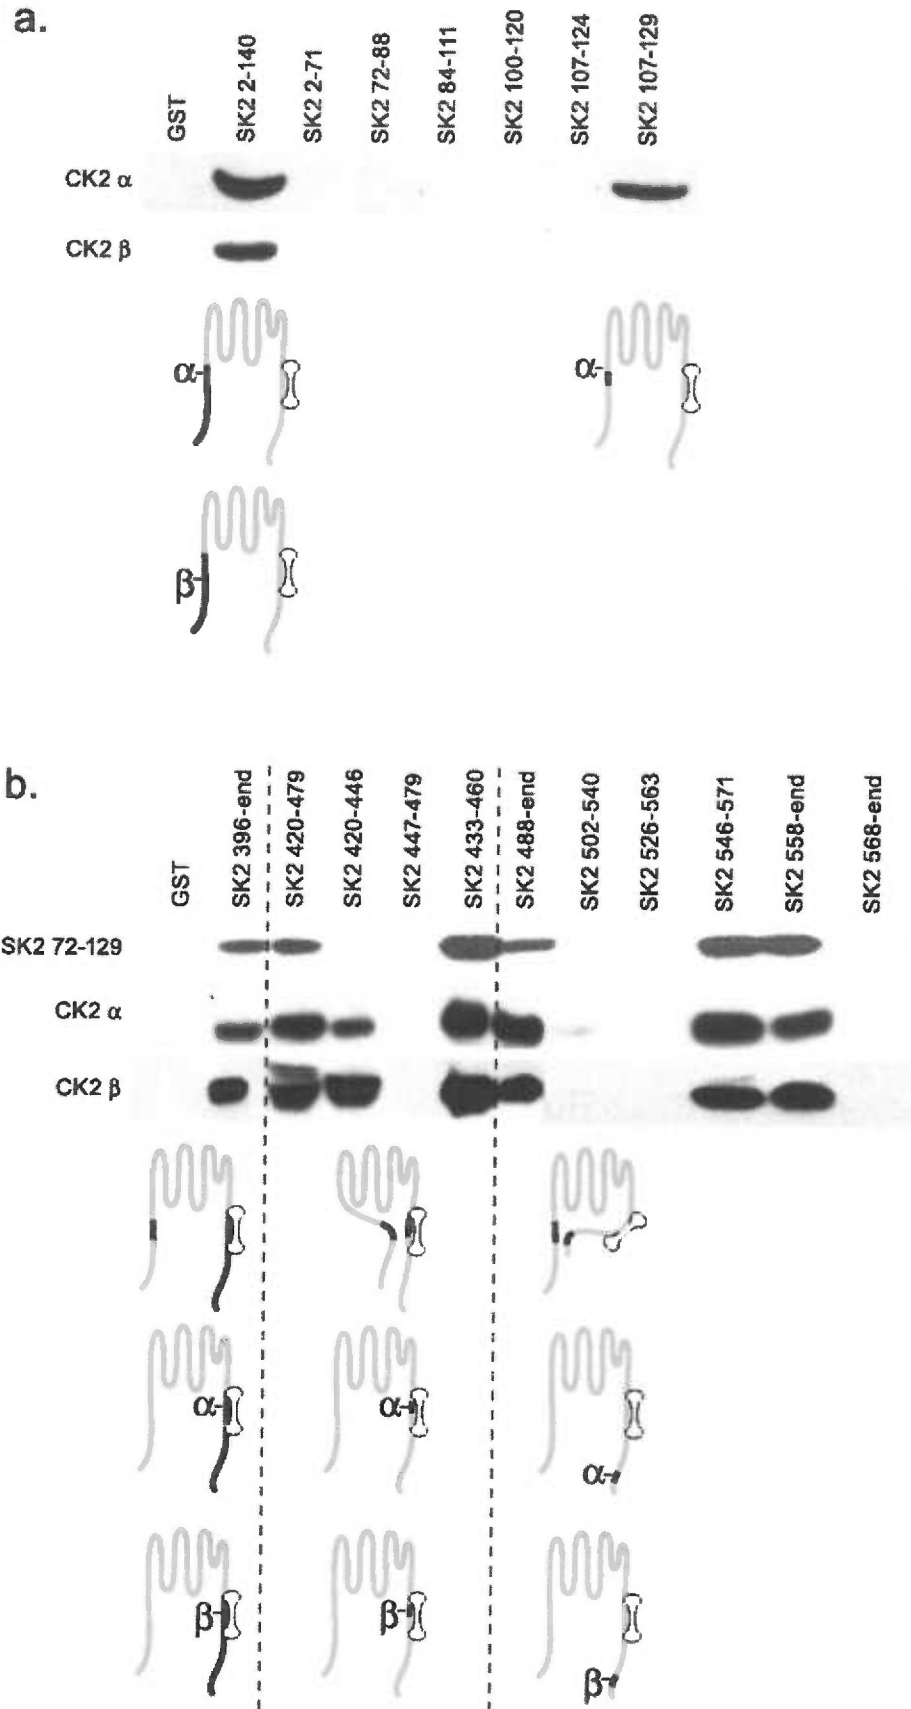 a.
GST
SK2 2-140
SK2 2-71
SK2 72-88
SK2 84-111
SK2 100-120
SK2 107-124
SK2 107-129
CK2 α
CK2 β
α
α
β
b.
GST
SK2 396-end
SK2 420-479
SK2 420-446
SK2 447-479
SK2 433-460
SK2 488-end
SK2 502-540
SK2 526-563
SK2 546-571
SK2 558-end
SK2 568-end
SK2 72-129
CK2 α
CK2 β
α
α
α
β
β
β